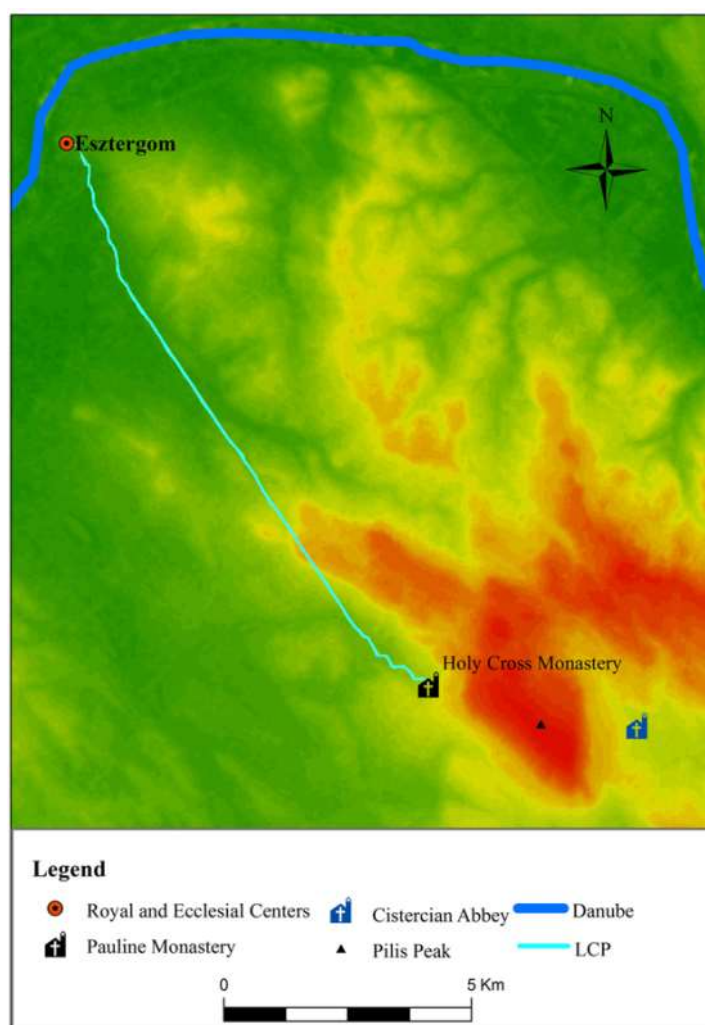 N
Esztergom
Holy Cross Monastery
Legend
Royal and Ecclesial Centers
Cistercian Abbey
Danube
Pauline Monastery
Pilis Peak
LCP
0
5 Km